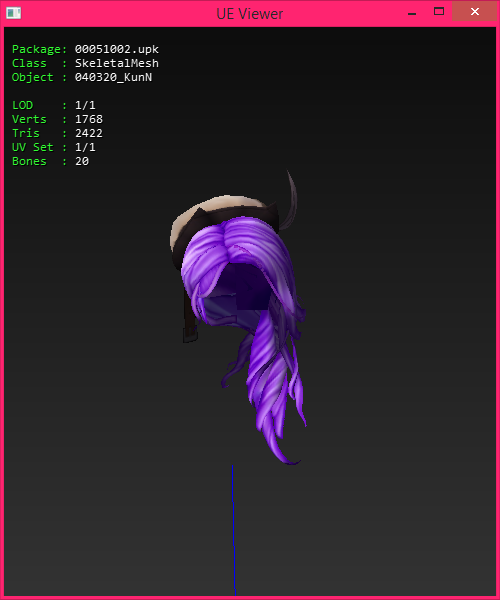 UE Viewer
Package: 00051002.upk
Class : SkeletalMesh
Object : 040320_KunN
LOD : 1/1
Verts : 1768
Tris : 2422
UV Set : 1/1
Bones : 20